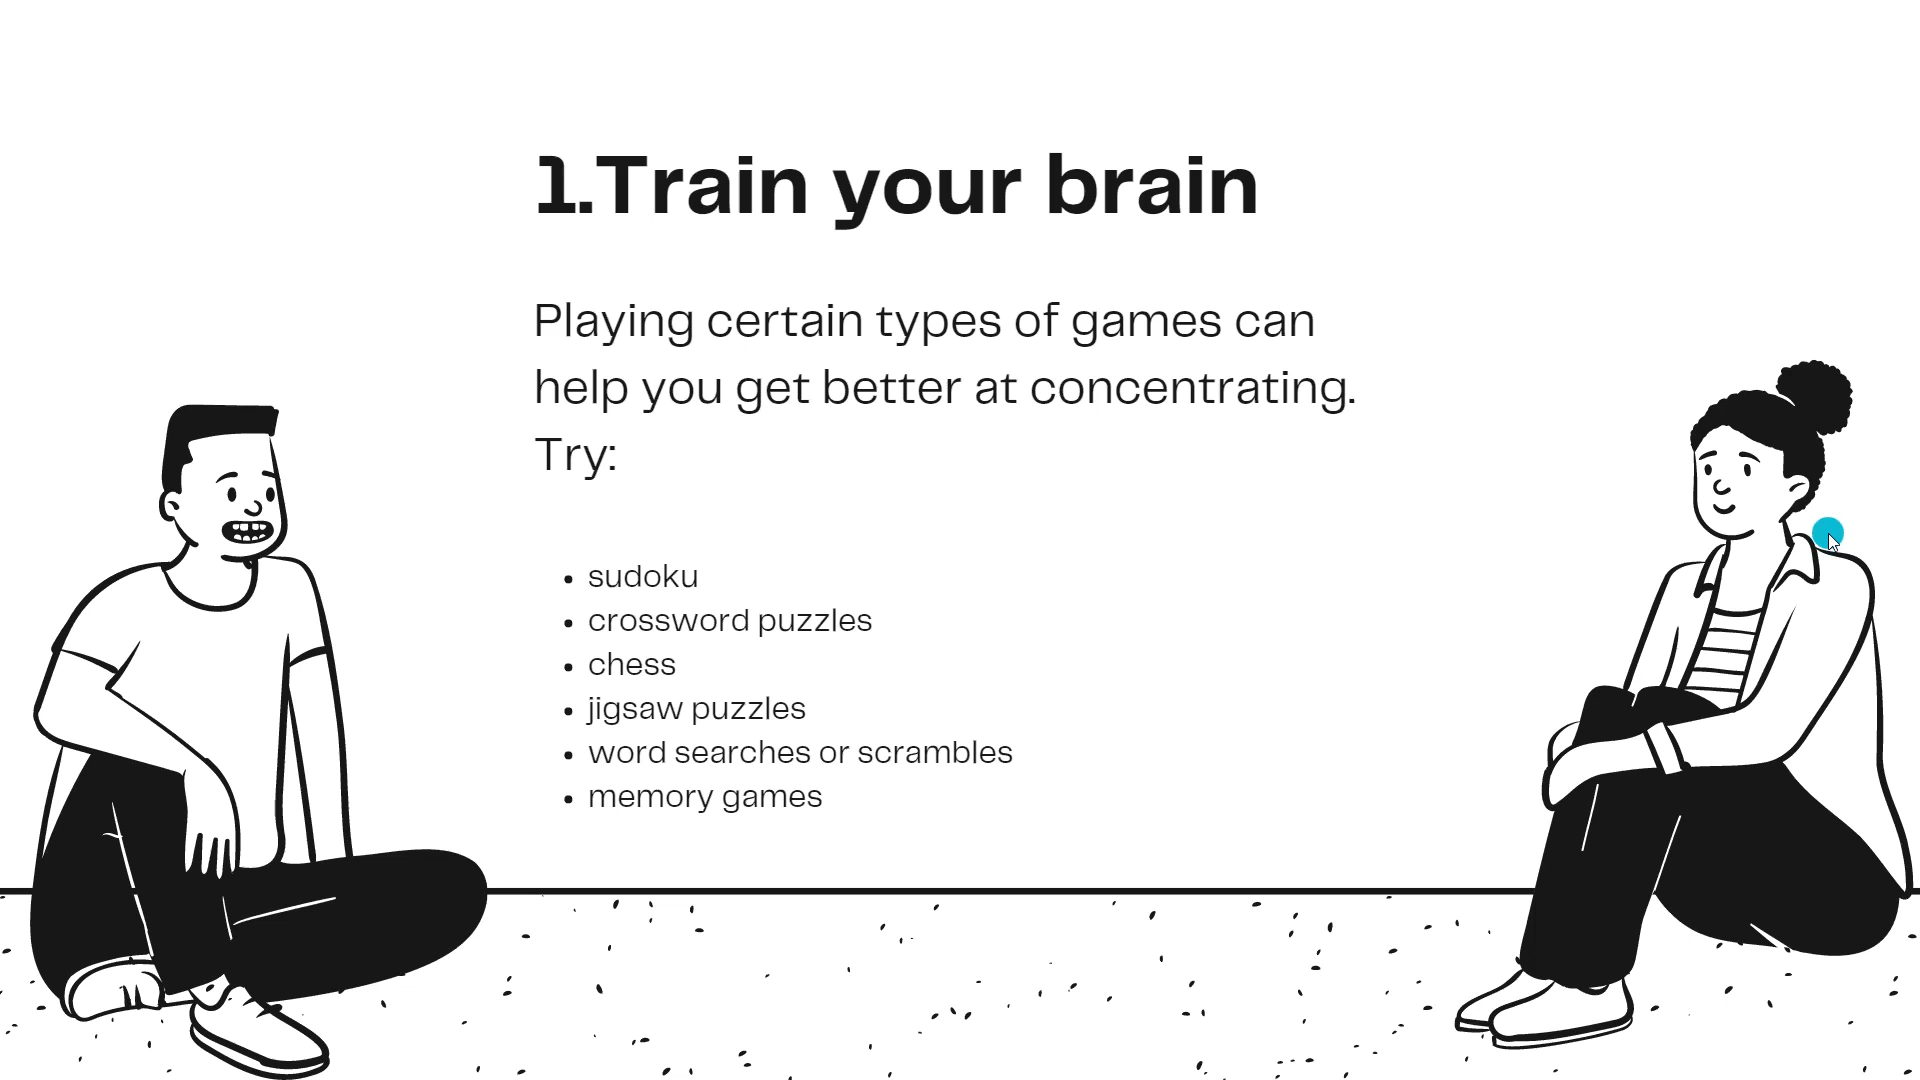 1.Train your brain
Playing certain types of games can
help you get better at concentrating.
Try:
• sudoku
• crossword puzzles
• chess
• jigsaw puzzles
• word searches or scrambles
• memory games